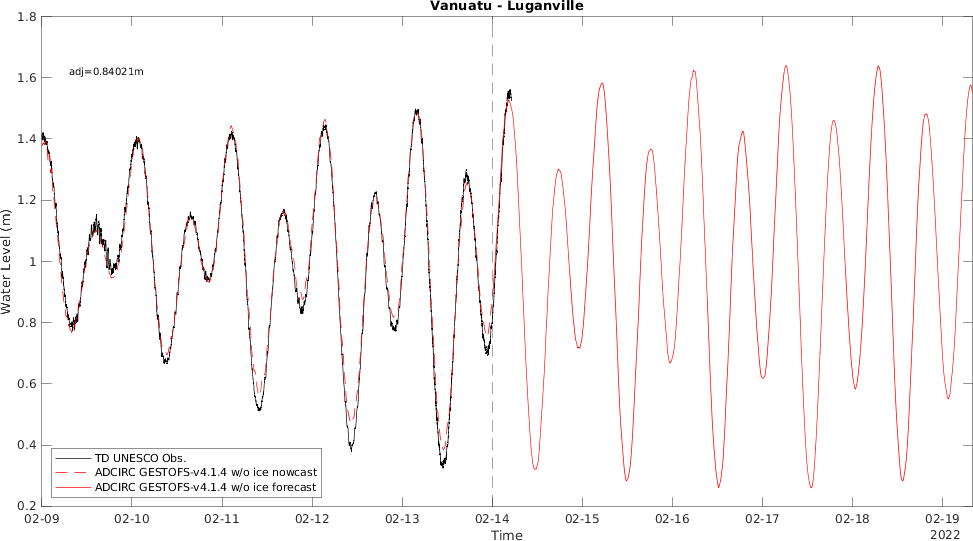 Vanuatu - Luganville
1.8
1.6
1.4
1.2
1
0.8
0.6
0.4
0.2
Water Level (m)
adj=0.84021m
TD UNESCO Obs.
ADCIRC GESTOFS-v4.1.4 w/o ice nowcast
ADCIRC GESTOFS-v4.1.4 w/o ice forecast
02-09 02-10 02-11 02-12 02-13 02-14 02-15 02-16 02-17 02-18 02-19
Time
2022